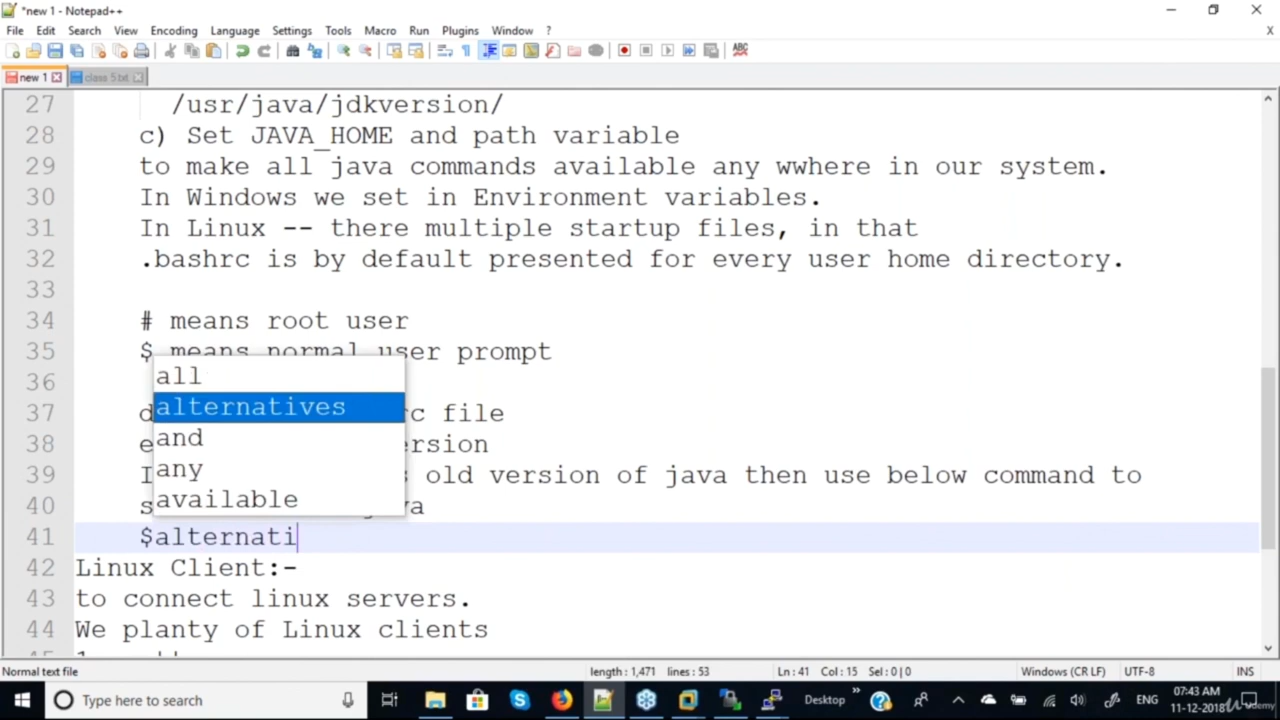 *new 1 - Notepad++
File Edit Search View Encoding Language Settings Tools Macro Run Plugins Window ? X
new 1 class 5.txt
27 /usr/java/jdkversion/
28 c) Set JAVA_HOME and path variable
29 to make all java commands available any wwhere in our system.
30 In Windows we set in Environment variables.
31 In Linux -- there multiple startup files, in that
32 .bashrc is by default presented for every user home directory.
33
34 # means root user
35 $ means normal user prompt
36
all
alternatives
and
any
available
37 d rc file
38 e ersion
39 I s old version of java then use below command to
40 s va
41 $alternati
42 Linux Client:-
43 to connect linux servers.
44 We planty of Linux clients
Normal text file length : 1,471 lines : 53 Ln : 41 Col : 15 Sel : 0 | 0 Windows (CR LF) UTF-8 INS
Type here to search Desktop ENG 07:43 AM
11-12-2018
Udemy